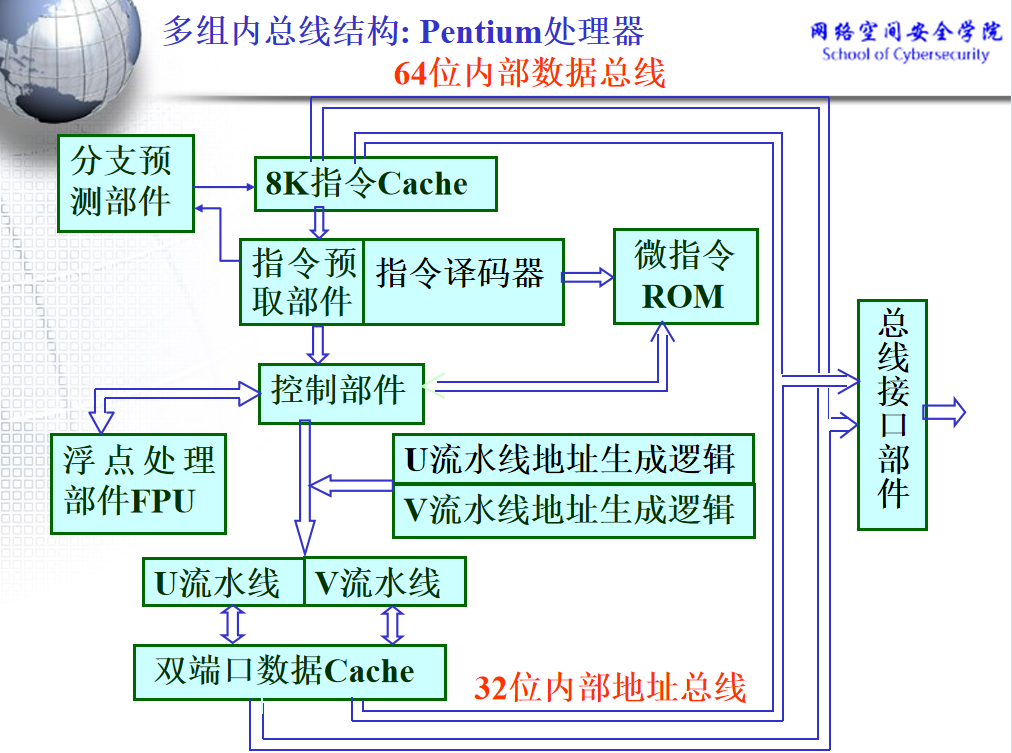 多组内总线结构: Pentium处理器
网络空间安全学院
School of Cybersecurity
64位内部数据总线
分支预
测部件
8K指令Cache
指令预
取部件
指令译码器
微指令
ROM
总线接口部件
控制部件
浮点处理
部件FPU
U流水线地址生成逻辑
V流水线地址生成逻辑
U流水线
V流水线
双端口数据Cache
32位内部地址总线